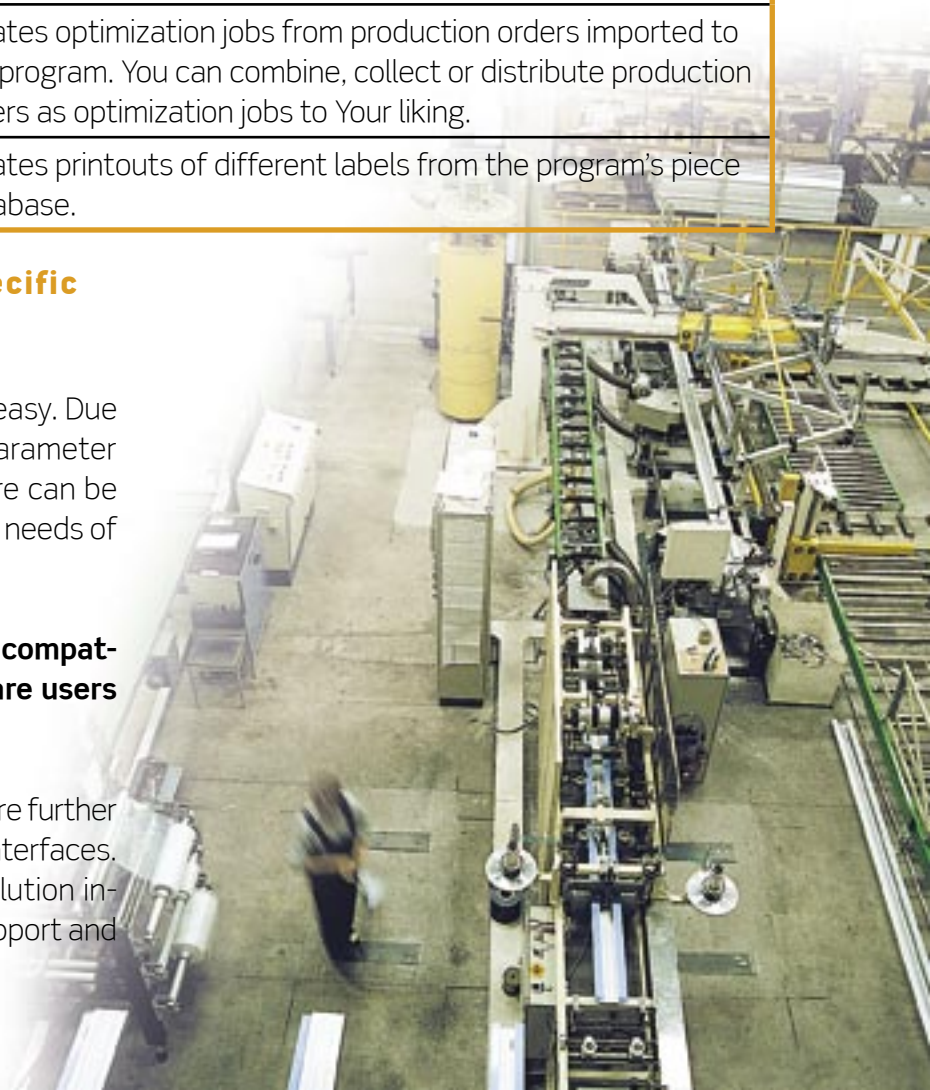 ates optimization jobs from production orders imported to
program. You can combine, collect or distribute production
ers as optimization jobs to Your liking.
ates printouts of different labels from the program's piece
abase.
ecific
easy. Due
arameter
re can be
needs of
compat-
are users
re further
nterfaces.
lution in-
pport and